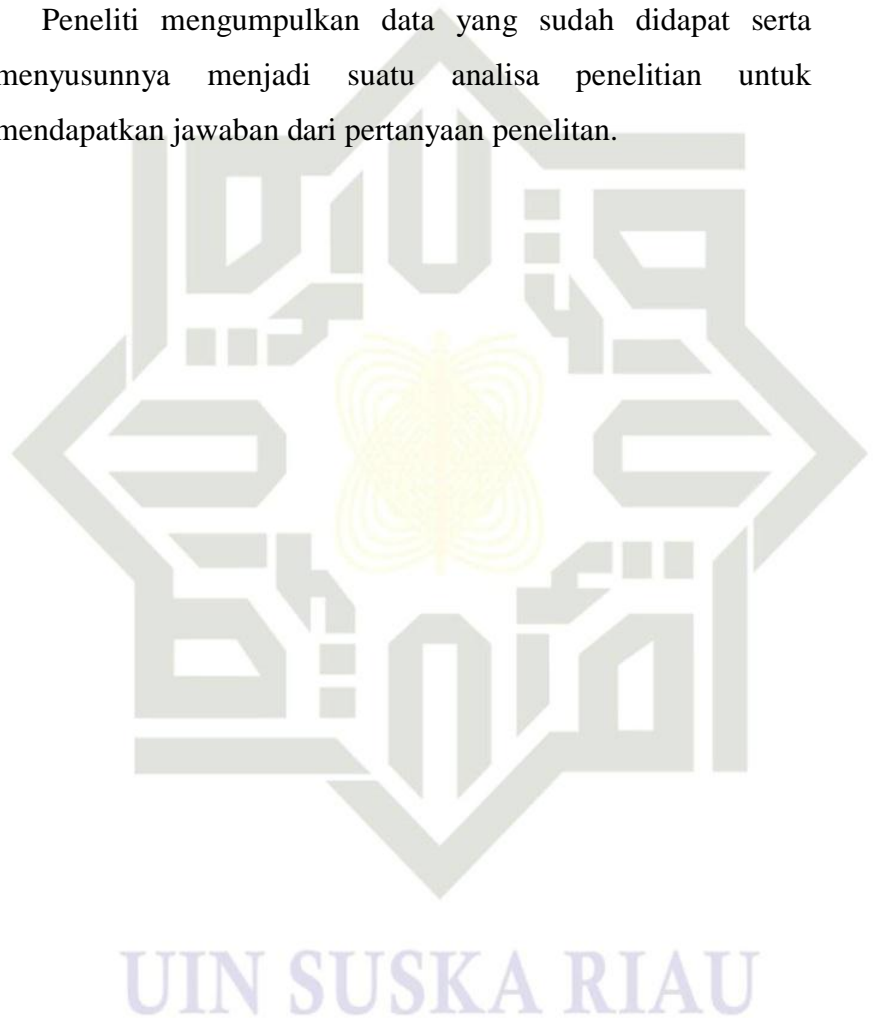 Peneliti mengumpulkan data yang sudah didapat serta
menyusunnya menjadi suatu analisa penelitian untuk
mendapatkan jawaban dari pertanyaan penelitan.
UIN SUSKA RIAU